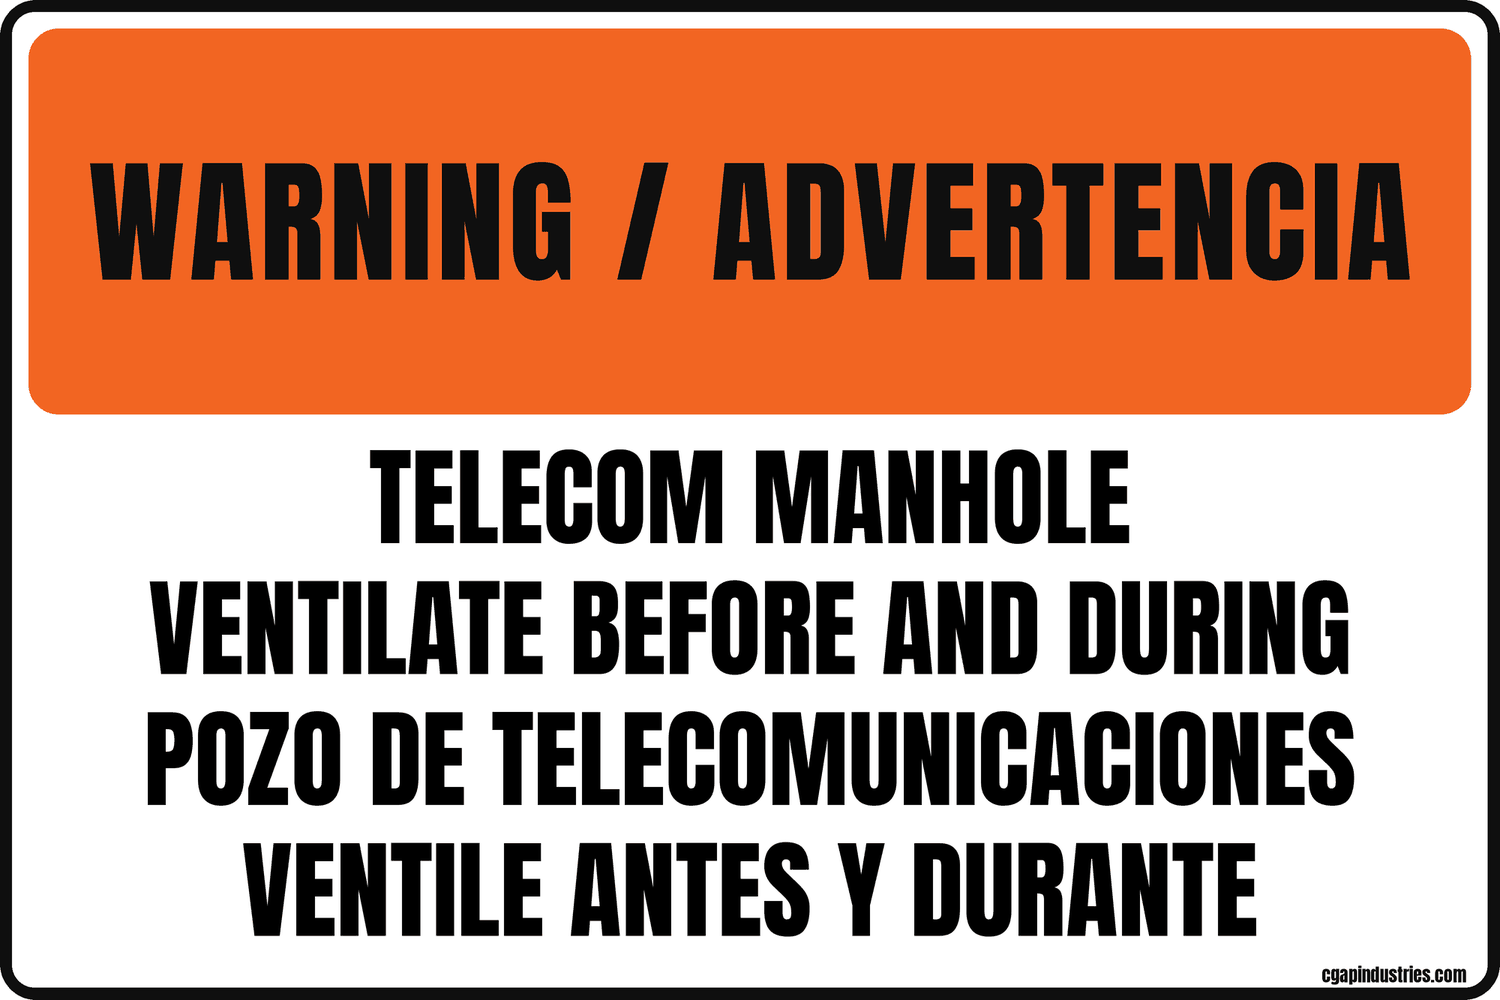 WARNING / ADVERTENCIA
TELECOM MANHOLE
VENTILATE BEFORE AND DURING
POZO DE TELECOMUNICACIONES
VENTILE ANTES Y DURANTE
cgapindustries.com